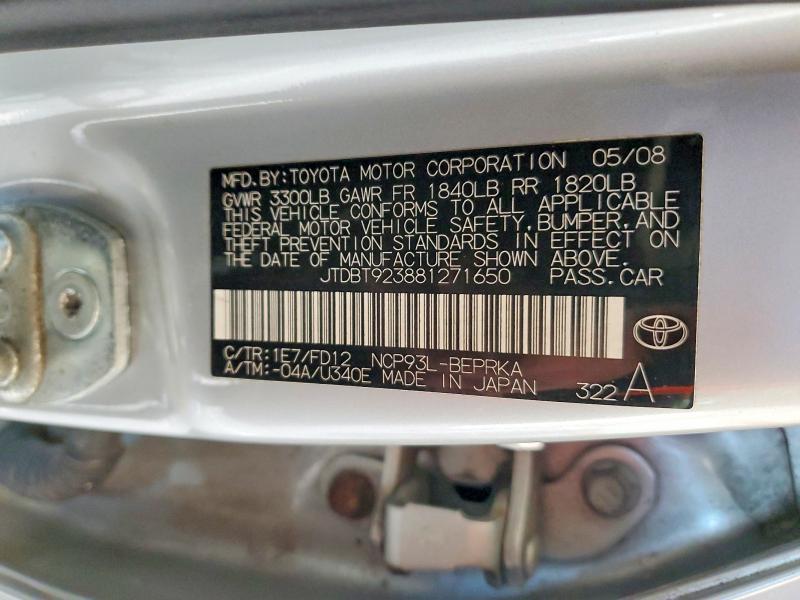 MFD.BY:TOYOTA MOTOR CORPORATION 05/08
GVWR 3300LB GAWR FR 1840LB RR 1820LB
THIS VEHICLE CONFORMS TO ALL APPLICABLE
FEDERAL MOTOR VEHICLE SAFETY, BUMPER, AND
THEFT PREVENTION STANDARDS IN EFFECT ON
THE DATE OF MANUFACTURE SHOWN ABOVE.
JTDBT923881271650 PASS.CAR
C/TR:1E7/FD12 NCP93L-BEPRKA
A/TM:-04A/U340E MADE IN JAPAN 322 A